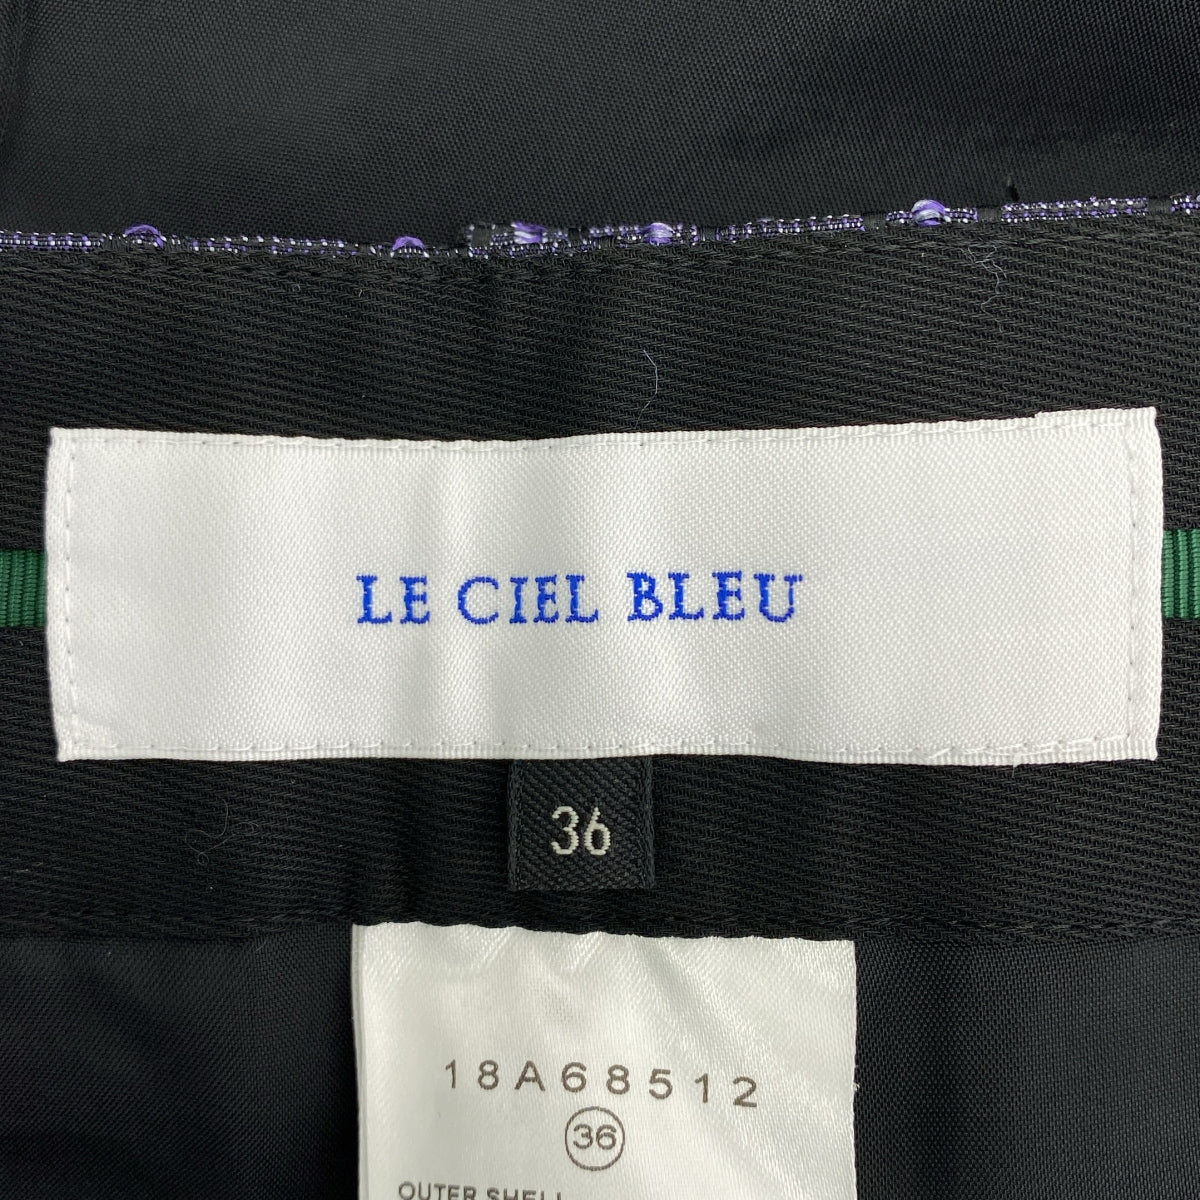 LE CIEL BLEU
36
18A68512
36
OUTER SHELL